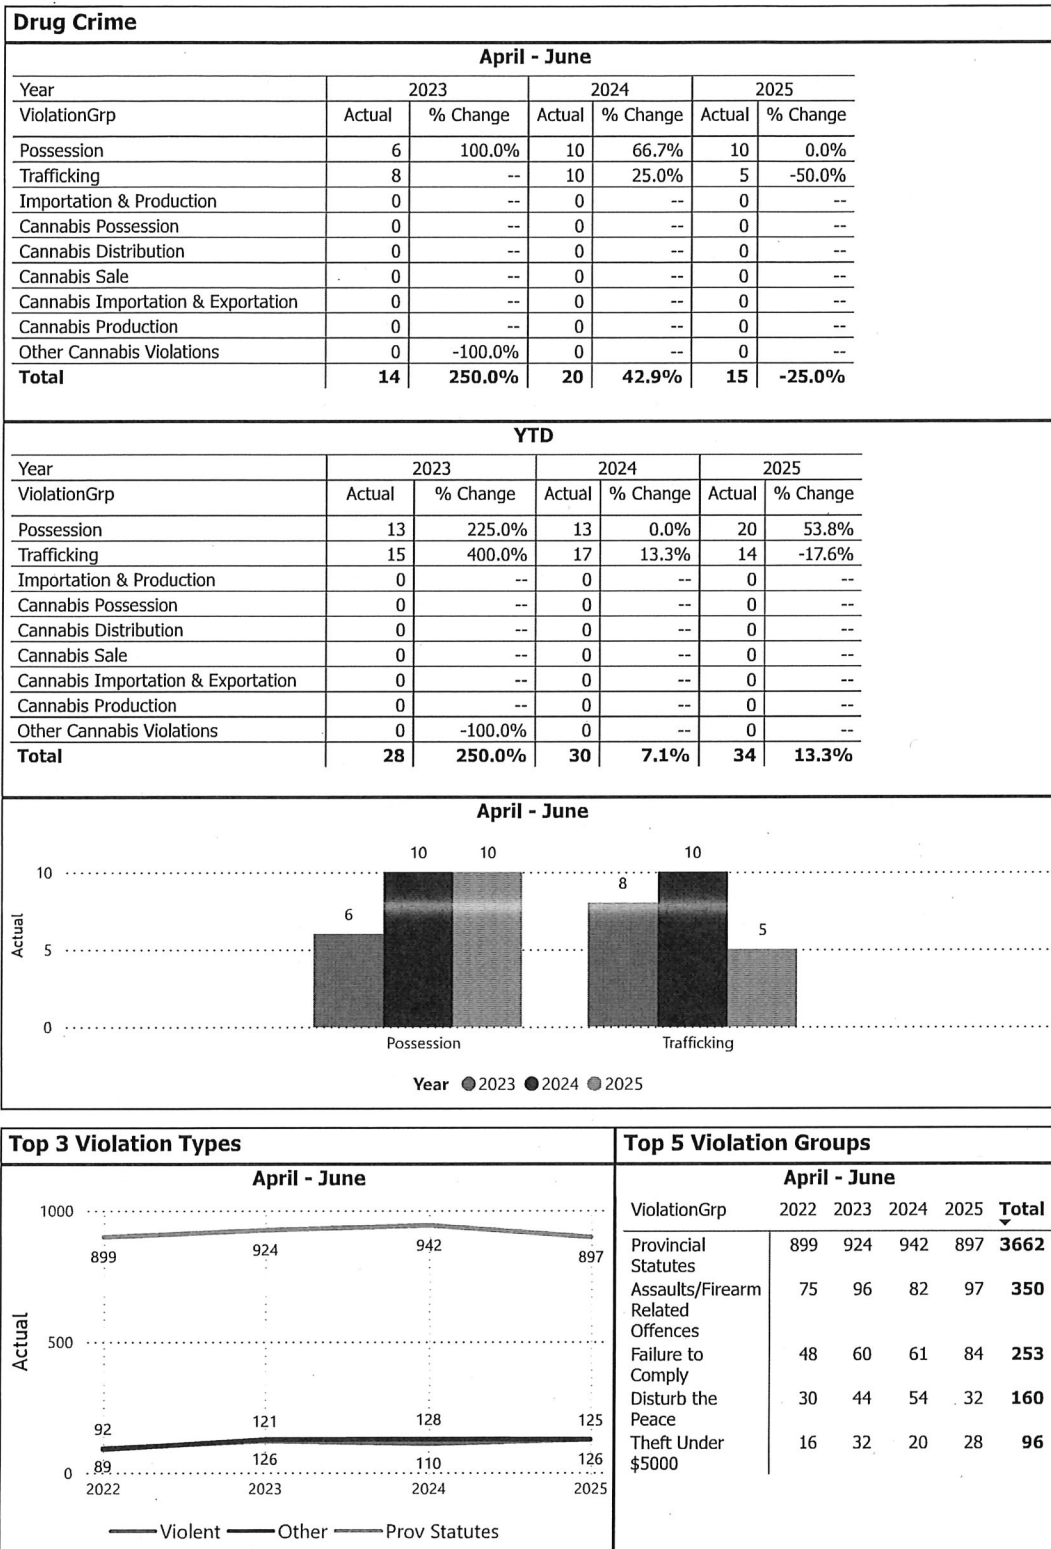 Drug Crime
April - June
Year 2023 2024 2025
ViolationGrp Actual % Change Actual % Change Actual % Change
Possession 6 100.0% 10 66.7% 10 0.0%
Trafficking 8 -- 10 25.0% 5 -50.0%
Importation & Production 0 -- 0 -- 0 --
Cannabis Possession 0 -- 0 -- 0 --
Cannabis Distribution 0 -- 0 -- 0 --
Cannabis Sale 0 -- 0 -- 0 --
Cannabis Importation & Exportation 0 -- 0 -- 0 --
Cannabis Production 0 -- 0 -- 0 --
Other Cannabis Violations 0 -100.0% 0 -- 0 --
Total 14 250.0% 20 42.9% 15 -25.0%
YTD
Year 2023 2024 2025
ViolationGrp Actual % Change Actual % Change Actual % Change
Possession 13 225.0% 13 0.0% 20 53.8%
Trafficking 15 400.0% 17 13.3% 14 -17.6%
Importation & Production 0 -- 0 -- 0 --
Cannabis Possession 0 -- 0 -- 0 --
Cannabis Distribution 0 -- 0 -- 0 --
Cannabis Sale 0 -- 0 -- 0 --
Cannabis Importation & Exportation 0 -- 0 -- 0 --
Cannabis Production 0 -- 0 -- 0 --
Other Cannabis Violations 0 -100.0% 0 -- 0 --
Total 28 250.0% 30 7.1% 34 13.3%
April - June
10 10 10
10
8
6
5
Actual
5
0
Possession Trafficking
Year 2023 2024 2025
Top 3 Violation Types
April - June
1000
899 924 942 897
Actual
500
92 121 128 125
89 126 110 126
0
2022 2023 2024 2025
Violent Other Prov Statutes
Top 5 Violation Groups
April - June
ViolationGrp 2022 2023 2024 2025 Total
Provincial 899 924 942 897 3662
Statutes
Assaults/Firearm 75 96 82 97 350
Related
Offences
Failure to 48 60 61 84 253
Comply
Disturb the 30 44 54 32 160
Peace
Theft Under 16 32 20 28 96
$5000